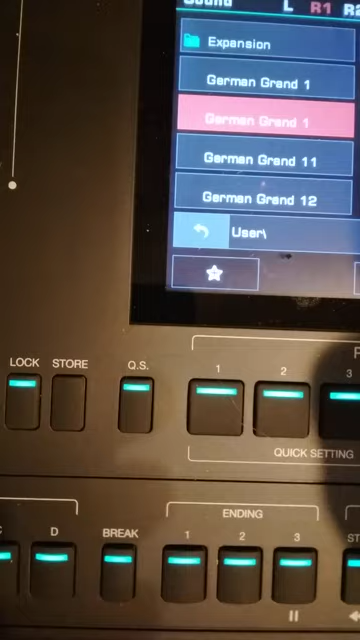 Sound L R1 R2
Expansion
German Grand 1
German Grand 1
German Grand 11
German Grand 12
User\
LOCK STORE Q.S. 1 2 3
QUICK SETTING
ENDING
D BREAK 1 2 3